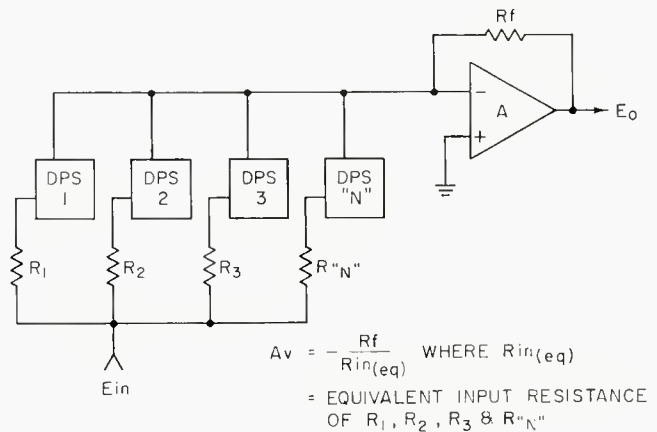 Rf
A
- 
+
E₀
DPS 1
DPS 2
DPS 3
DPS "N"
R₁
R₂
R₃
R"N"
Ein
Av = - Rf / Rin(eq) WHERE Rin(eq)
= EQUIVALENT INPUT RESISTANCE
OF R₁, R₂, R₃ & R"N"